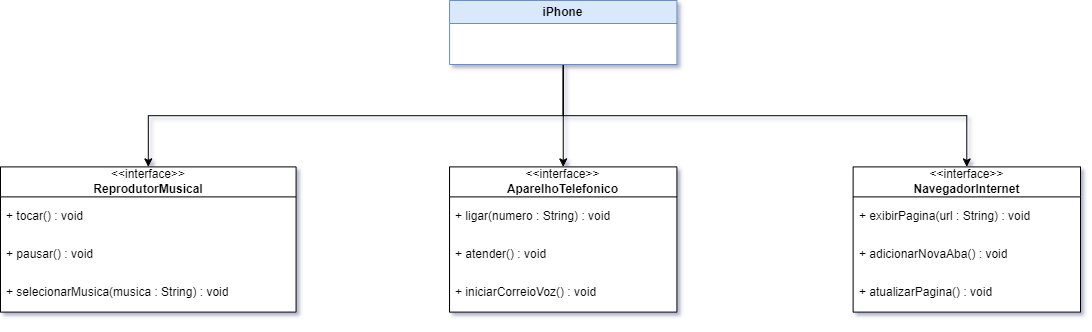 iPhone
<<interface>>
ReprodutorMusical
+ tocar() : void
+ pausar() : void
+ selecionarMusica(musica : String) : void
<<interface>>
AparelhoTelefonico
+ ligar(numero : String) : void
+ atender() : void
+ iniciarCorreioVoz() : void
<<interface>>
NavegadorInternet
+ exibirPagina(url : String) : void
+ adicionarNovaAba() : void
+ atualizarPagina() : void